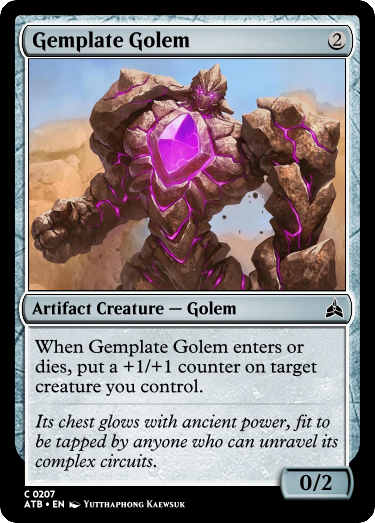 Gemplate Golem 2
Artifact Creature — Golem
When Gemplate Golem enters or
dies, put a +1/+1 counter on target
creature you control.
Its chest glows with ancient power, fit to
be tapped by anyone who can unravel its
complex circuits.
0/2
C 0207
ATB • EN Yutthaphong Kaewsuk